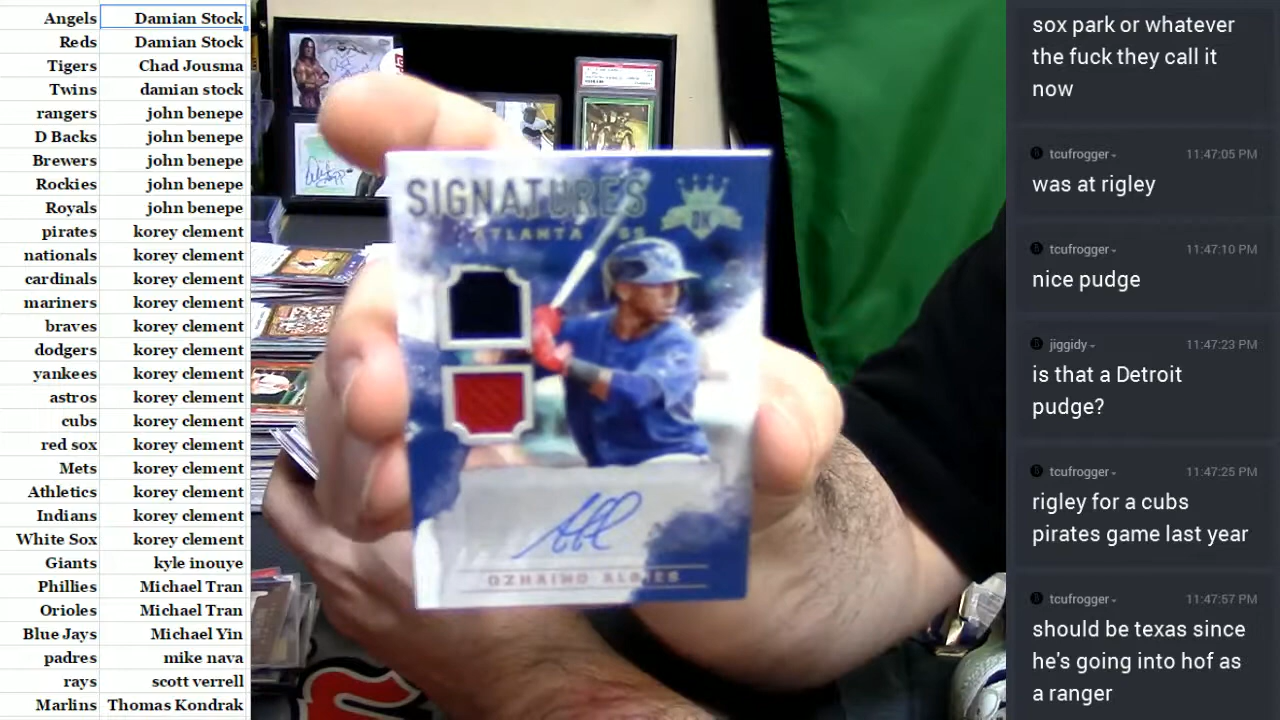 Angels Damian Stock
Reds Damian Stock
Tigers Chad Jousma
Twins damian stock
rangers john benepe
D Backs john benepe
Brewers john benepe
Rockies john benepe
Royals john benepe
pirates korey clement
nationals korey clement
cardinals korey clement
mariners korey clement
braves korey clement
dodgers korey clement
yankees korey clement
astros korey clement
cubs korey clement
red sox korey clement
Mets korey clement
Athletics korey clement
Indians korey clement
White Sox korey clement
Giants kyle inouye
Phillies Michael Tran
Orioles Michael Tran
Blue Jays Michael Yin
padres mike nava
rays scott verrell
Marlins Thomas Kondrak
SIGNATURES
DK
ATLANTA SS
OZHAINO ALBIES
sox park or whatever
the fuck they call it
now
tcufrogger 11:47:05 PM
was at rigley
tcufrogger 11:47:10 PM
nice pudge
jiggidy 11:47:23 PM
is that a Detroit
pudge?
tcufrogger 11:47:25 PM
rigley for a cubs
pirates game last year
tcufrogger 11:47:57 PM
should be texas since
he's going into hof as
a ranger